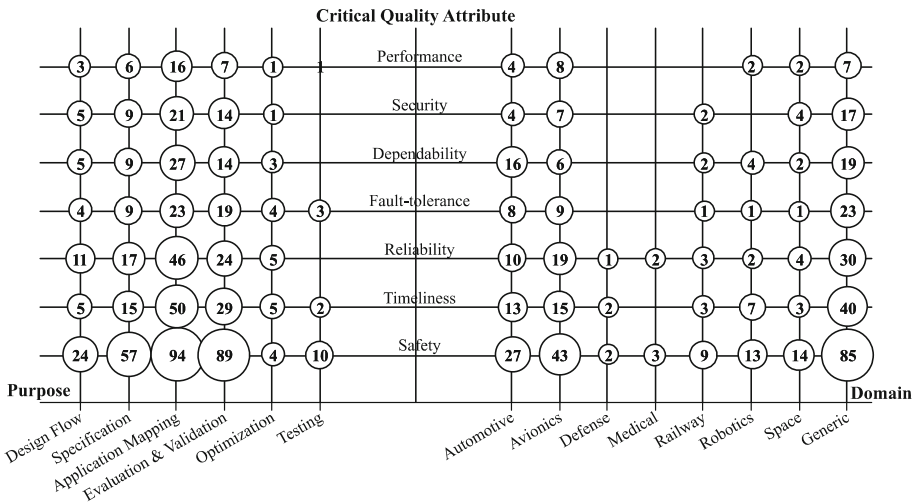 Critical Quality Attribute
3 6 16 7 1 1 Performance 4 8 2 2 7
5 9 21 14 1 Security 4 7 2 4 17
5 9 27 14 3 Dependability 16 6 2 4 2 19
4 9 23 19 4 3 Fault-tolerance 8 9 1 1 1 23
11 17 46 24 5 Reliability 10 19 1 2 3 2 4 30
5 15 50 29 5 2 Timeliness 13 15 2 3 7 3 40
24 57 94 89 4 10 Safety 27 43 2 3 9 13 14 85
Purpose Domain
Design Flow
Specification
Application Mapping
Evaluation & Validation
Optimization
Testing
Automotive
Avionics
Defense
Medical
Railway
Robotics
Space
Generic